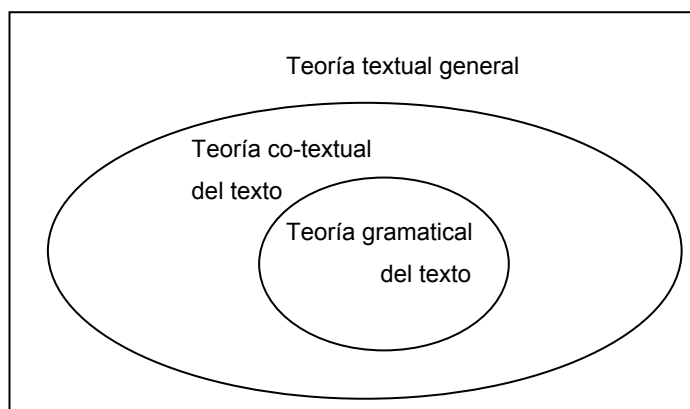 Teoría textual general
Teoría co-textual
del texto
Teoría gramatical
del texto